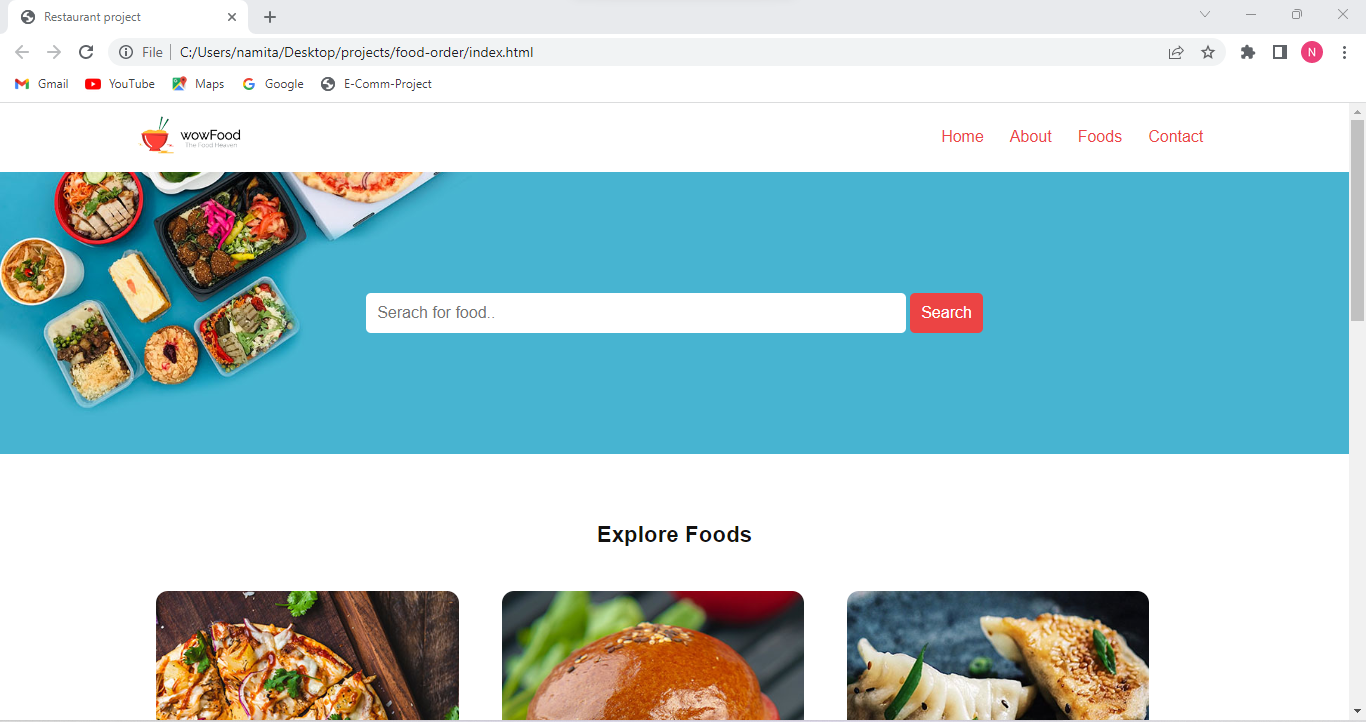 Restaurant project
File C:/Users/namita/Desktop/projects/food-order/index.html
N
Gmail YouTube Maps Google E-Comm-Project
wowFood
The Food Heaven
Home About Foods Contact
Serach for food.. Search
Explore Foods